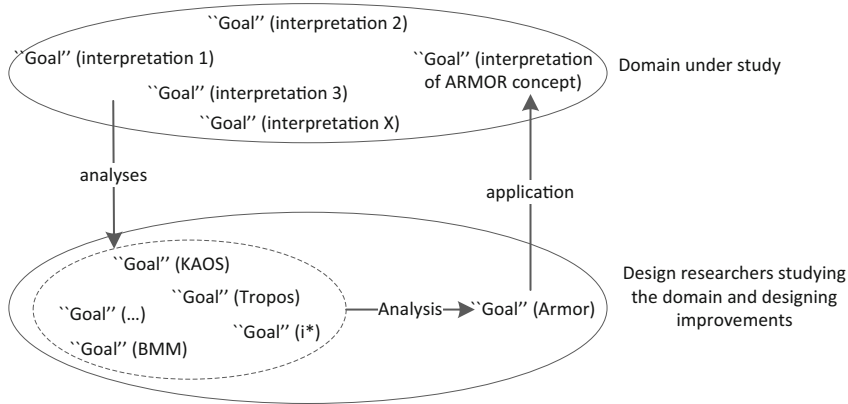 ``Goal'' (interpretation 2)
``Goal'' (interpretation 1)
``Goal'' (interpretation
of ARMOR concept)
Domain under study
``Goal'' (interpretation 3)
``Goal'' (interpretation X)
analyses
application
``Goal'' (KAOS)
``Goal'' (Tropos)
``Goal'' (...)
``Goal'' (i*)
``Goal'' (BMM)
Analysis
``Goal'' (Armor)
Design researchers studying
the domain and designing
improvements